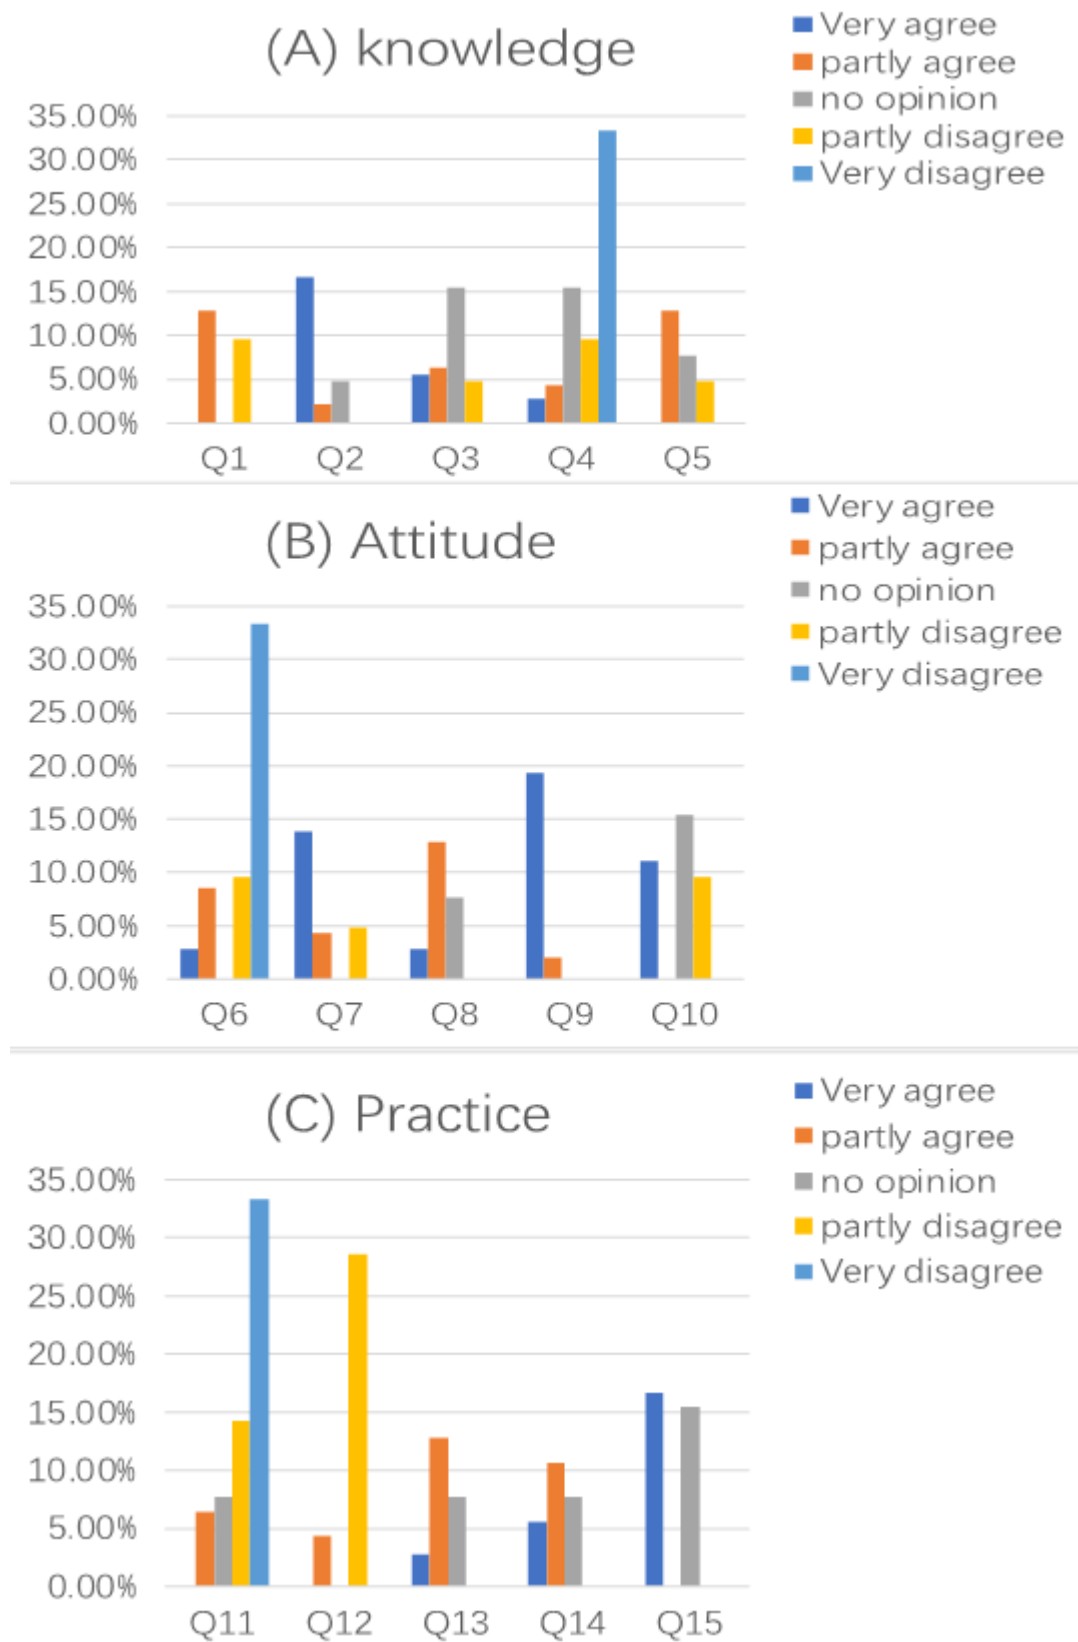 (A) knowledge
Very agree
partly agree
no opinion
partly disagree
Very disagree
35.00%
30.00%
25.00%
20.00%
15.00%
10.00%
5.00%
0.00%
Q1 Q2 Q3 Q4 Q5
(B) Attitude
Very agree
partly agree
no opinion
partly disagree
Very disagree
35.00%
30.00%
25.00%
20.00%
15.00%
10.00%
5.00%
0.00%
Q6 Q7 Q8 Q9 Q10
(C) Practice
Very agree
partly agree
no opinion
partly disagree
Very disagree
35.00%
30.00%
25.00%
20.00%
15.00%
10.00%
5.00%
0.00%
Q11 Q12 Q13 Q14 Q15